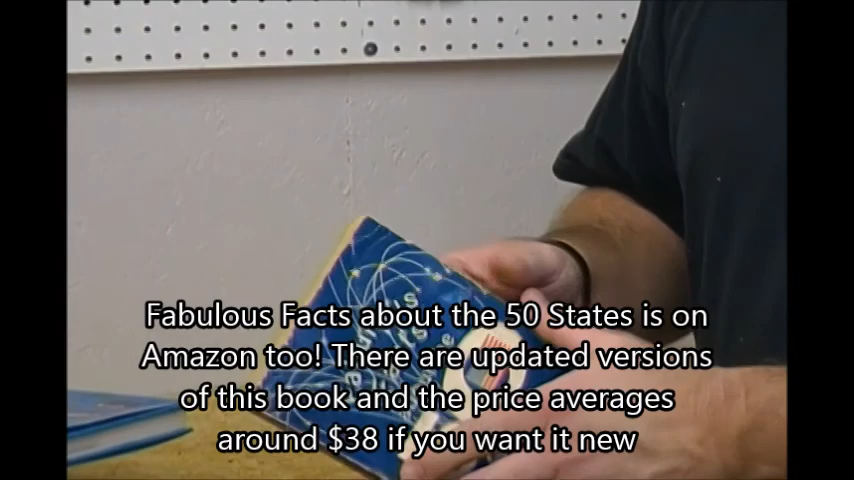 Fabulous Facts about the 50 States is on
Amazon too! There are updated versions
of this book and the price averages
around $38 if you want it new